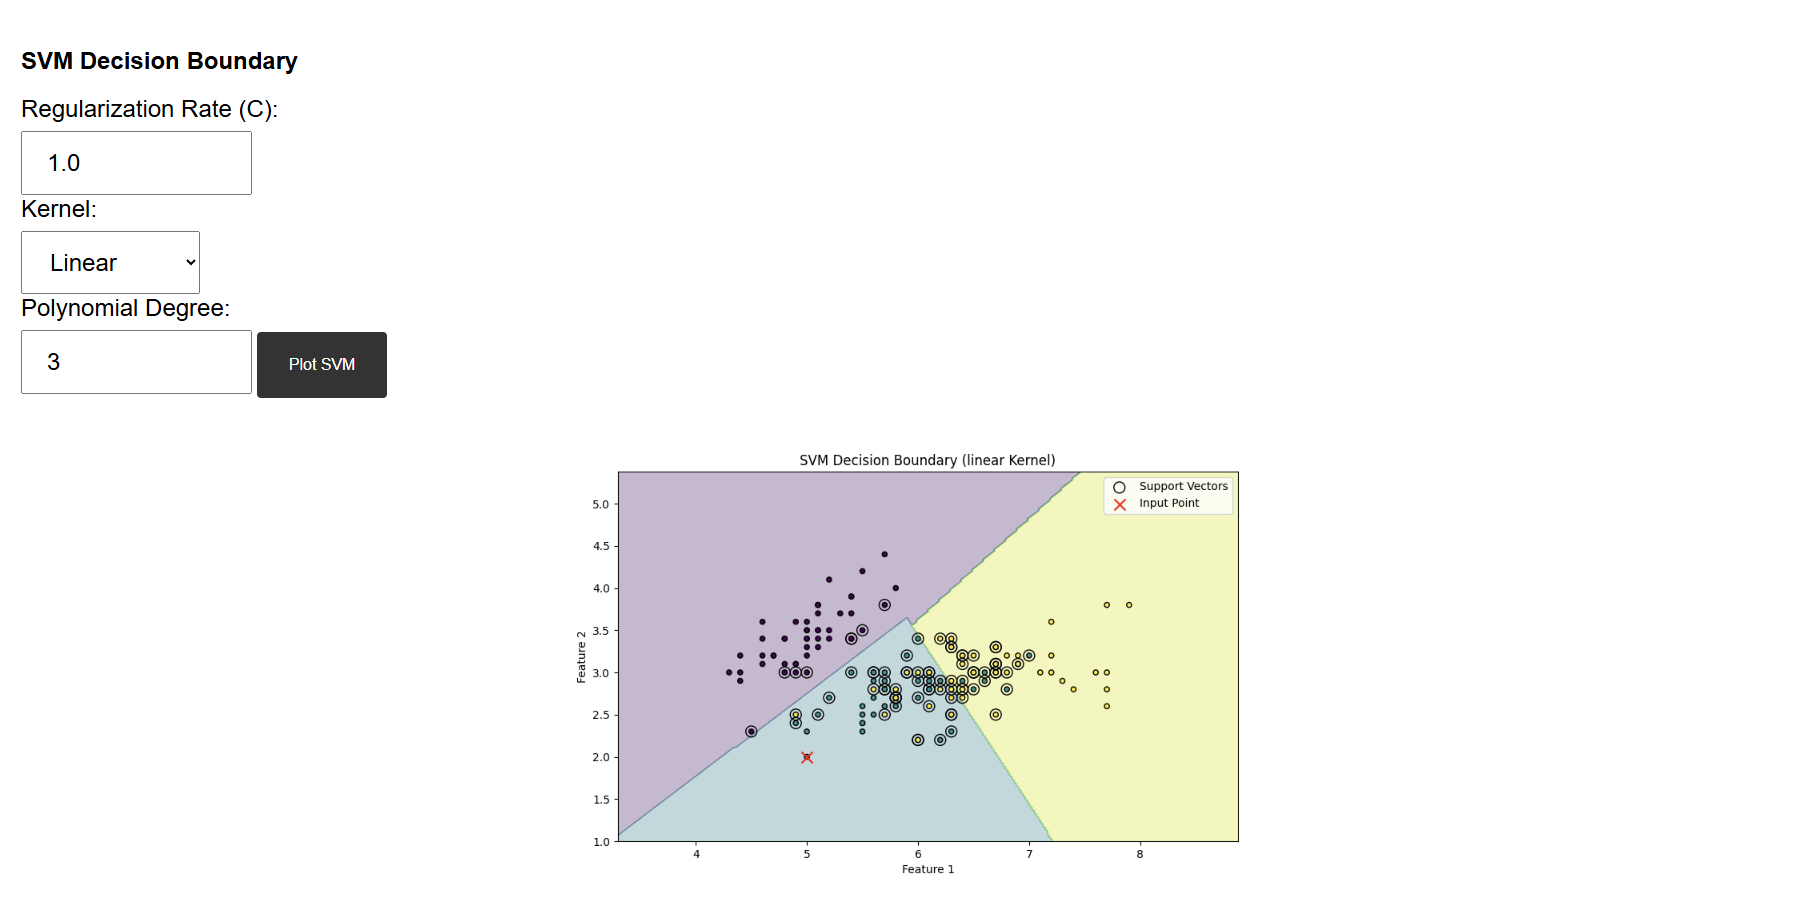 SVM Decision Boundary
Regularization Rate (C):
1.0
Kernel:
Linear
Polynomial Degree:
3
Plot SVM
SVM Decision Boundary (linear Kernel)
Support Vectors
Input Point
5.0
4.5
4.0
3.5
3.0
2.5
2.0
1.5
1.0
Feature 2
4 5 6 7 8
Feature 1